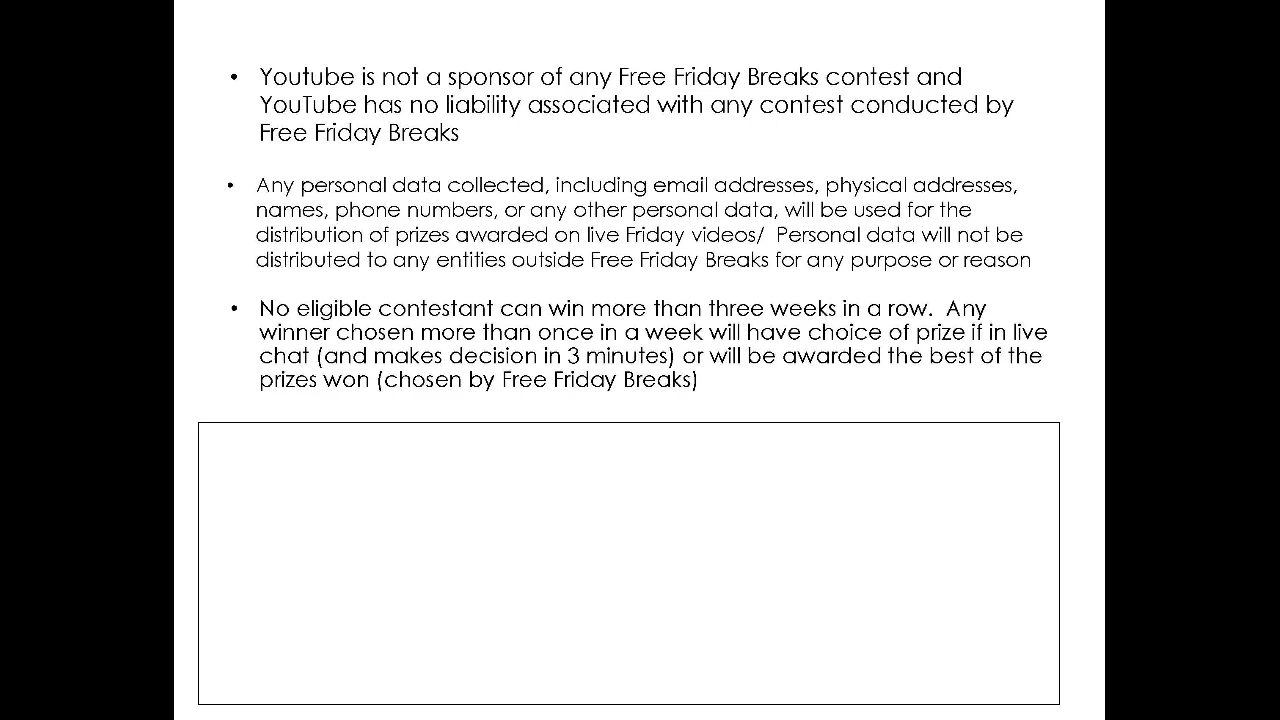 • Youtube is not a sponsor of any Free Friday Breaks contest and
YouTube has no liability associated with any contest conducted by
Free Friday Breaks
• Any personal data collected, including email addresses, physical addresses,
names, phone numbers, or any other personal data, will be used for the
distribution of prizes awarded on live Friday videos/  Personal data will not be
distributed to any entities outside Free Friday Breaks for any purpose or reason
• No eligible contestant can win more than three weeks in a row.  Any
winner chosen more than once in a week will have choice of prize if in live
chat (and makes decision in 3 minutes) or will be awarded the best of the
prizes won (chosen by Free Friday Breaks)